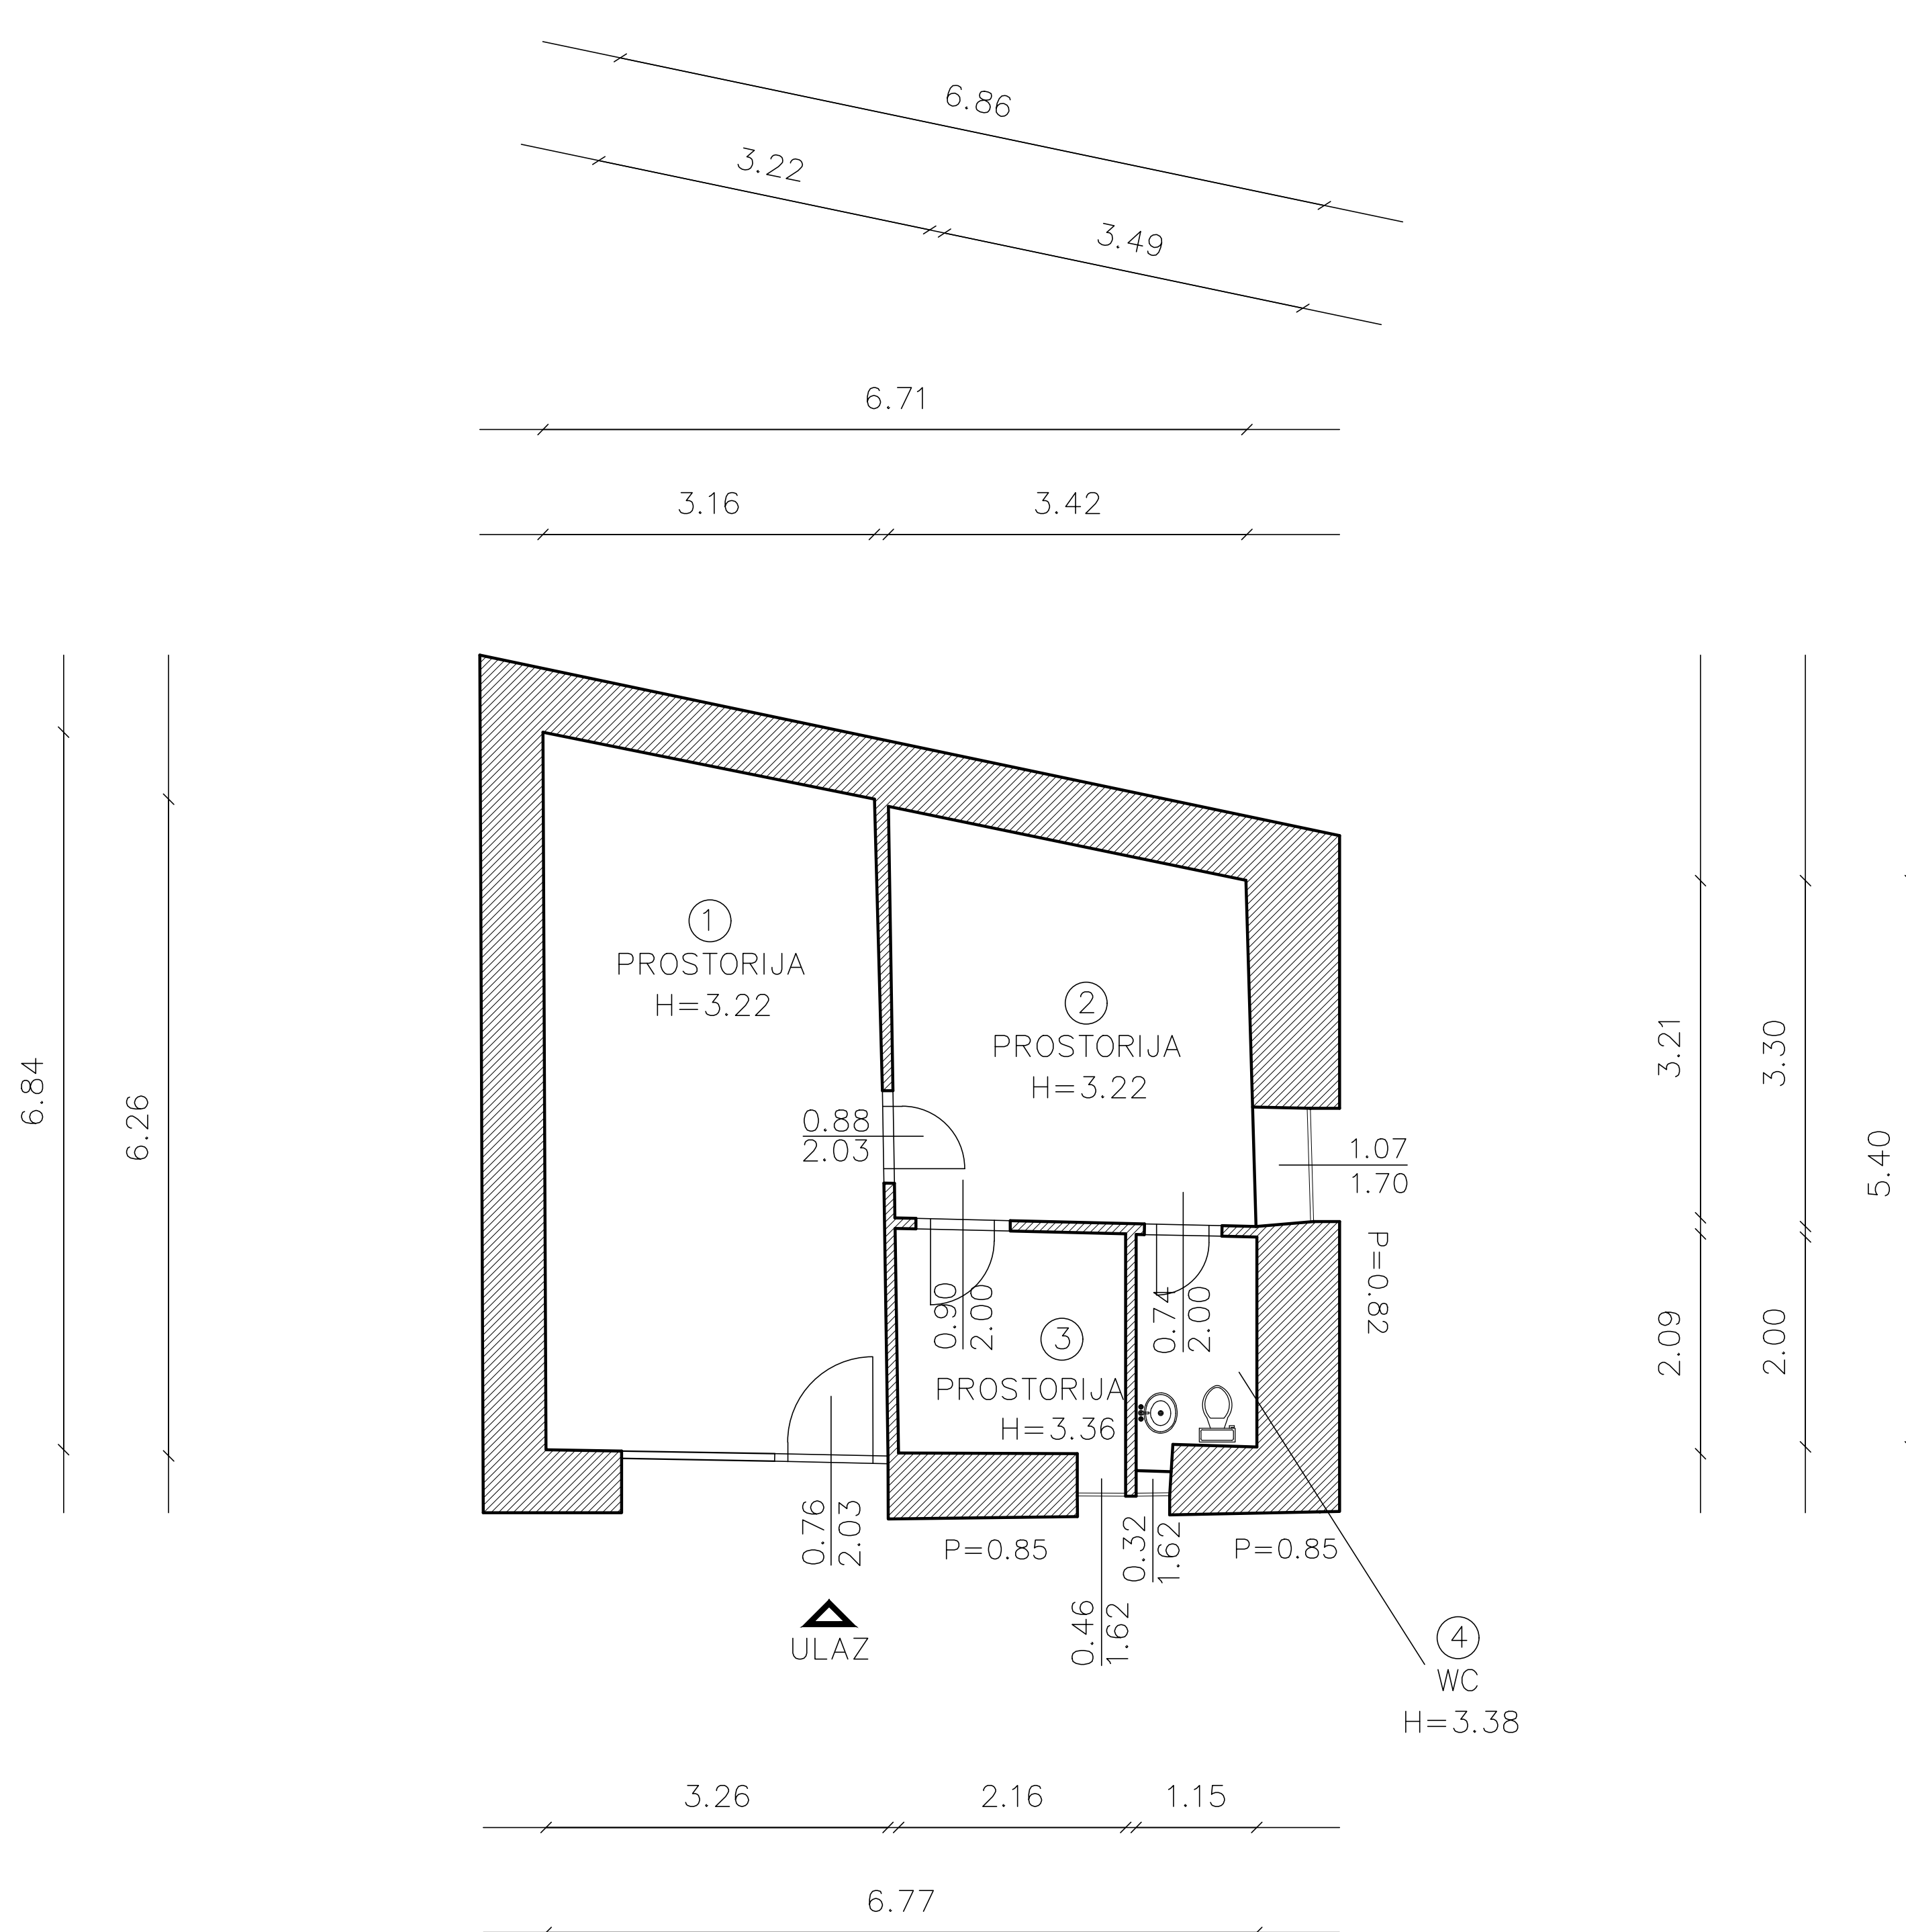 6.86
3.22
3.49
6.71
3.16
3.42
1
PROSTORIJA
H=3.22
2
PROSTORIJA
H=3.22
6.84
6.26
0.88
2.03
1.07
1.70
P=0.82
3.21
3.30
5.40
0.90
2.00
0.74
2.00
3
PROSTORIJA
H=3.36
2.09
2.00
0.76
2.03
P=0.85
0.32
1.62
P=0.85
0.46
1.62
ULAZ
4
WC
H=3.38
3.26
2.16
1.15
6.77